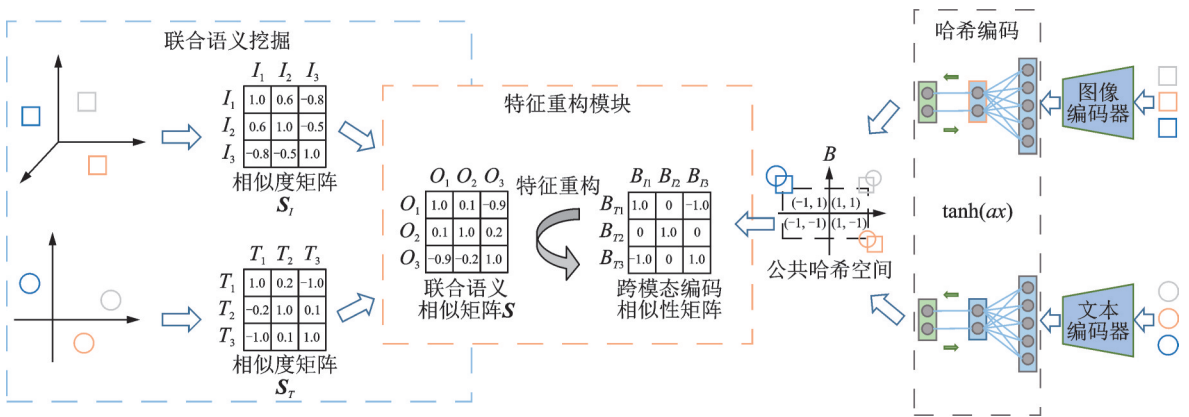 联合语义挖掘
I1 I2 I3
I1 1.0 0.6 −0.8
I2 0.6 1.0 −0.5
I3 −0.8 −0.5 1.0
相似度矩阵
SI
T1 T2 T3
T1 1.0 0.2 −1.0
T2 −0.2 1.0 0.1
T3 −1.0 0.1 1.0
相似度矩阵
ST
特征重构模块
O1 O2 O3
O1 1.0 0.1 −0.9
O2 0.1 1.0 0.2
O3 −0.9 −0.2 1.0
联合语义
相似矩阵S
特征重构
BI1 BI2 BI3
BT1 1.0 0 −1.0
BT2 0 1.0 0
BT3 −1.0 0 1.0
跨模态编码
相似性矩阵
B
(−1, 1) (1, 1)
(−1, −1) (1, −1)
公共哈希空间
哈希编码
tanh(ax)
图像
编码器
文本
编码器